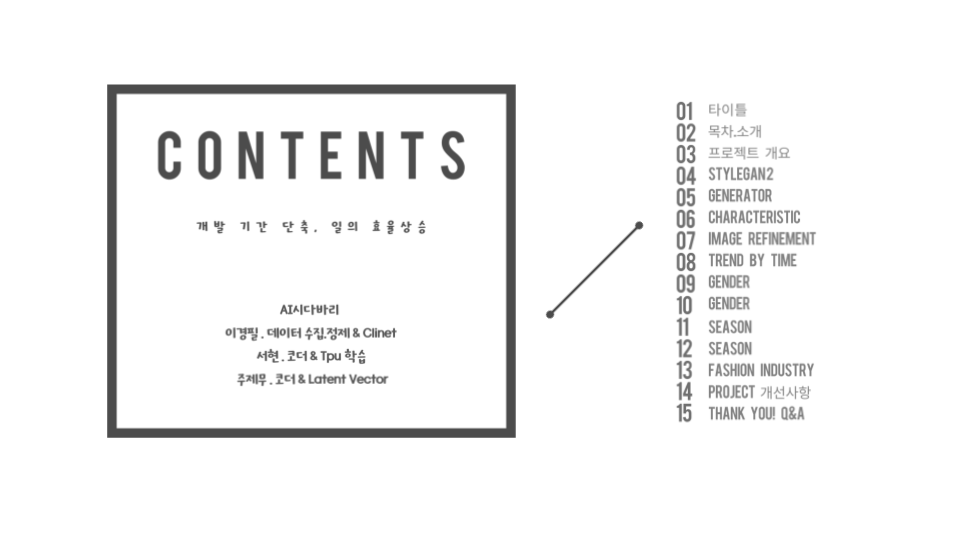 CONTENTS
개발 기간 단축, 일의 효율상승
AI시다바리
이경필 . 데이터 수집,정제 & Clinet
서현 . 코더 & Tpu 학습
주제무 . 코더 & Latent Vector
01 타이틀
02 목차,소개
03 프로젝트 개요
04 STYLEGAN2
05 GENERATOR
06 CHARACTERISTIC
07 IMAGE REFINEMENT
08 TREND BY TIME
09 GENDER
10 GENDER
11 SEASON
12 SEASON
13 FASHION INDUSTRY
14 PROJECT 개선사항
15 THANK YOU! Q&A